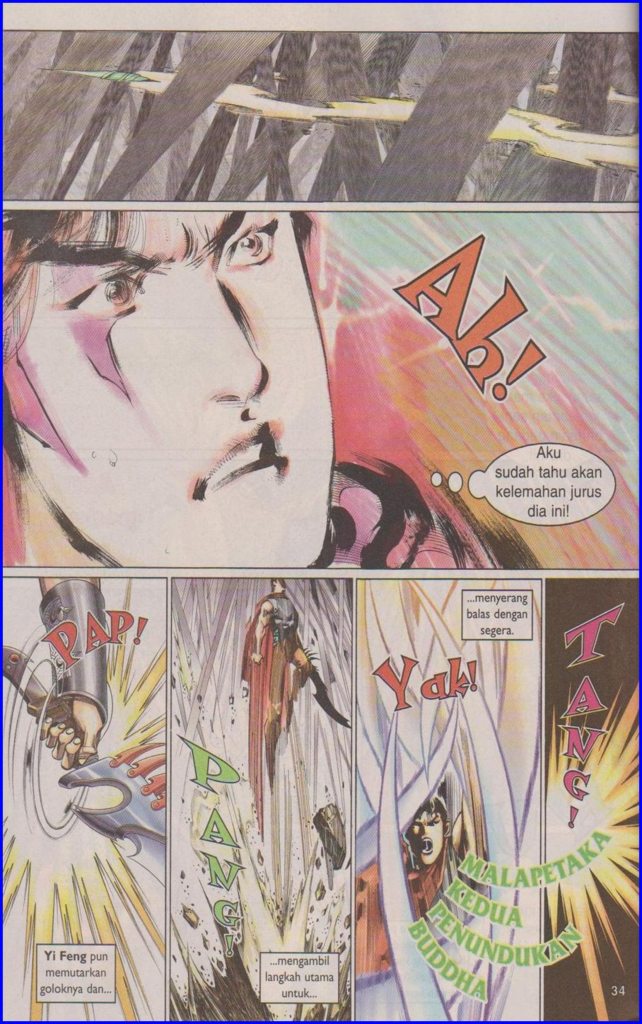 Ah!
Aku
sudah tahu akan
kelemahan jurus
dia ini!
PAP!
Yi Feng pun
memutarkan
goloknya dan...
PANG!
...mengambil
langkah utama
untuk...
...menyerang
balas dengan
segera.
Yak!
MALAPETAKA
KEDUA
PENUNDUKAN
BUDDHA
TANG!
34